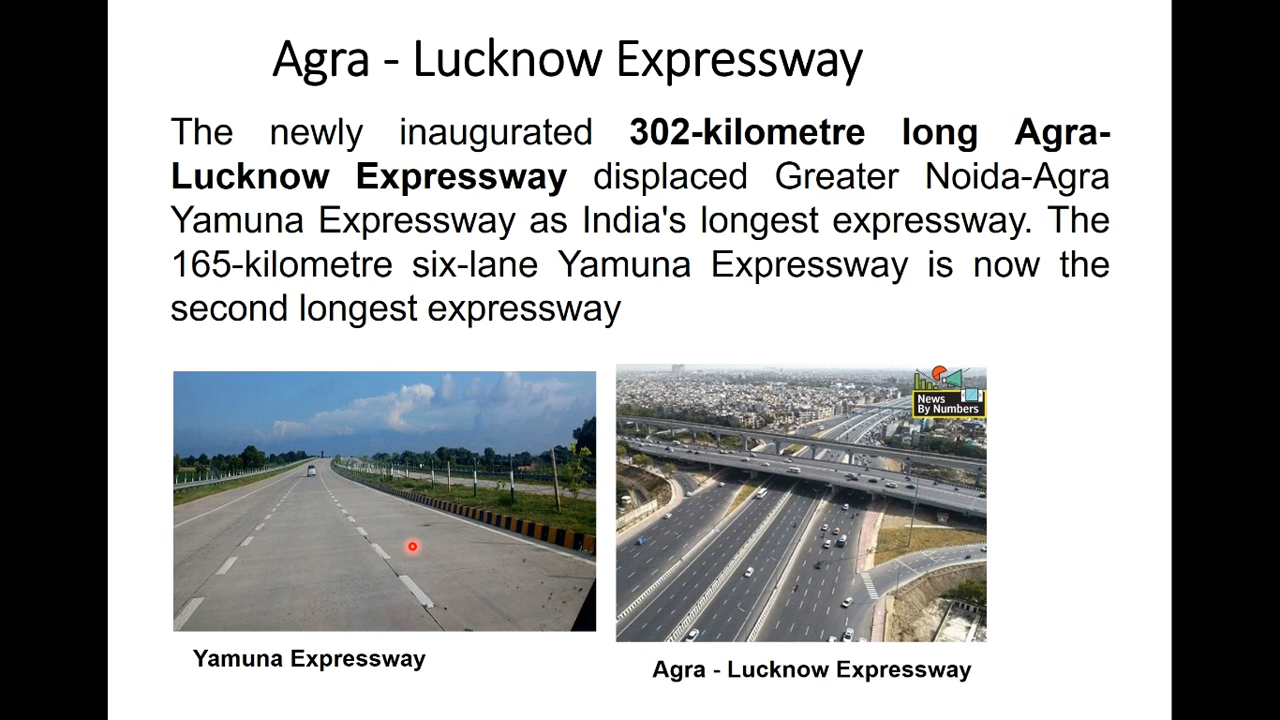 Agra - Lucknow Expressway
The newly inaugurated 302-kilometre long Agra-
Lucknow Expressway displaced Greater Noida-Agra
Yamuna Expressway as India's longest expressway. The
165-kilometre six-lane Yamuna Expressway is now the
second longest expressway
News
By Numbers
Yamuna Expressway
Agra - Lucknow Expressway